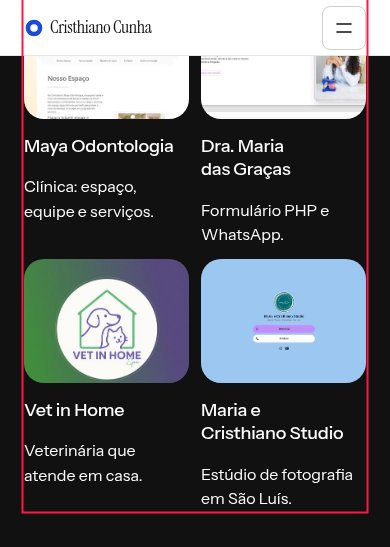 Cristhiano Cunha
Nosso Espaço
Maya Odontologia
Clínica: espaço,
equipe e serviços.
Dra. Maria
das Graças
Formulário PHP e
WhatsApp.
VET IN HOME
Vet in Home
Veterinária que
atende em casa.
Maria e
Cristhiano Studio
Estúdio de fotografia
em São Luís.